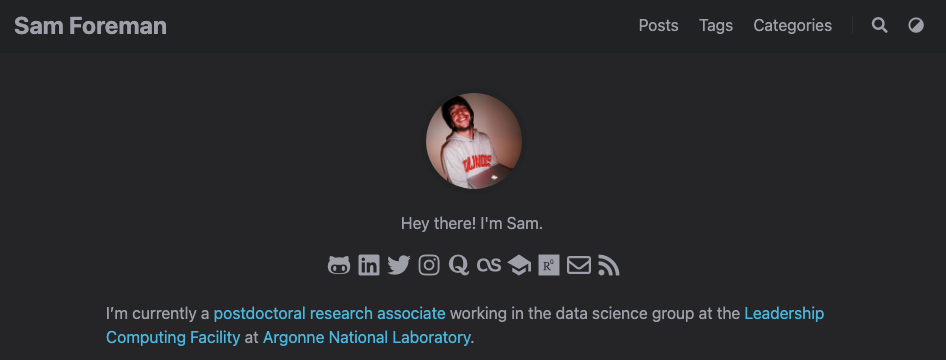 Sam Foreman
Posts Tags Categories
ILLINOIS
Hey there! I'm Sam.
I'm currently a postdoctoral research associate working in the data science group at the Leadership
Computing Facility at Argonne National Laboratory.